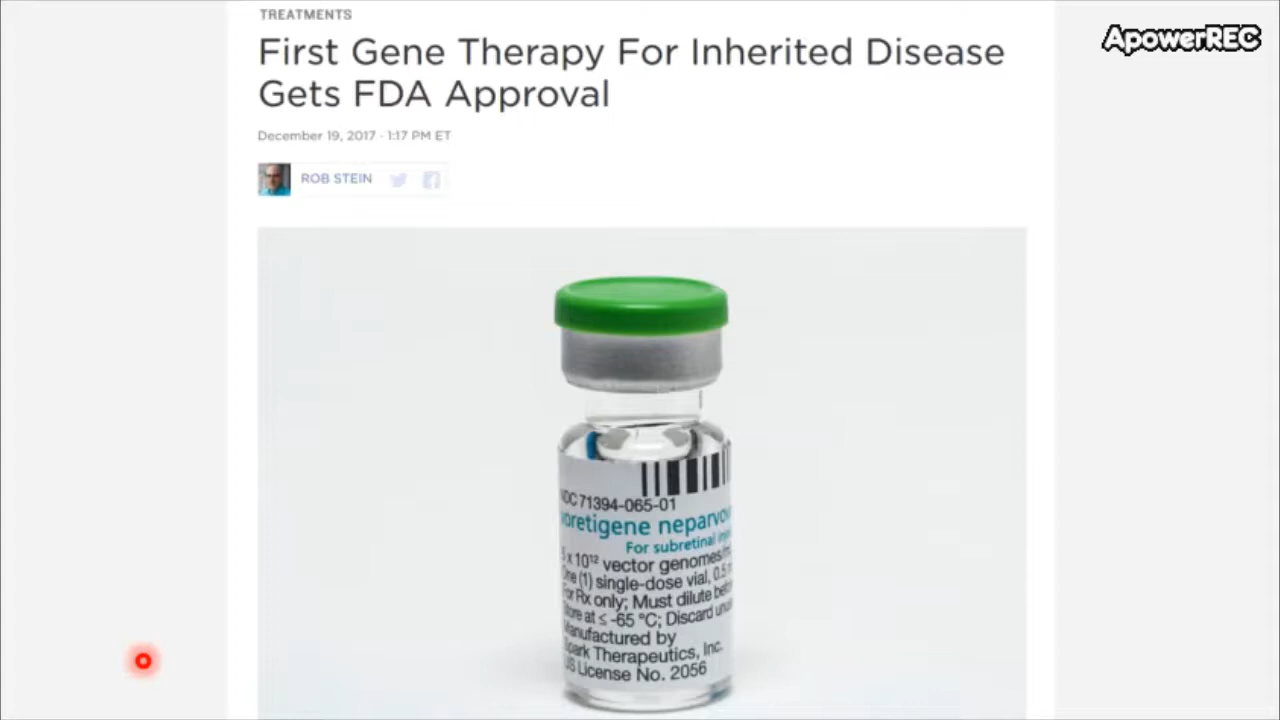 TREATMENTS
ApowerREC
First Gene Therapy For Inherited Disease
Gets FDA Approval
December 19, 2017 · 1:17 PM ET
ROB STEIN
NDC 71394-065-01
voretigene neparvov
For subretinal inj
5 x 10¹² vector genomes/m
One (1) single-dose vial, 0.5 m
For Rx only; Must dilute befo
Store at ≤ -65 °C; Discard unu
Manufactured by
Spark Therapeutics, Inc.
US License No. 2056